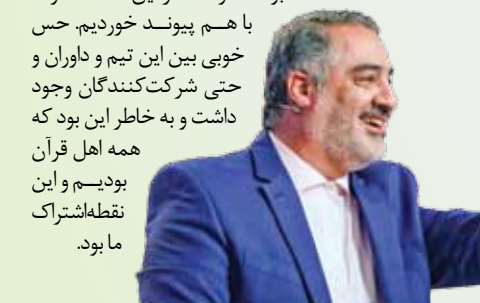 با هم پیوند خوردیم. حس
خوبی بین این تیم و داوران و
حتی شرکت‌کنندگان وجود
داشت و به خاطر این بود که
همه اهل قرآن
بودیم و این
نقطه‌اشتراک
ما بود.